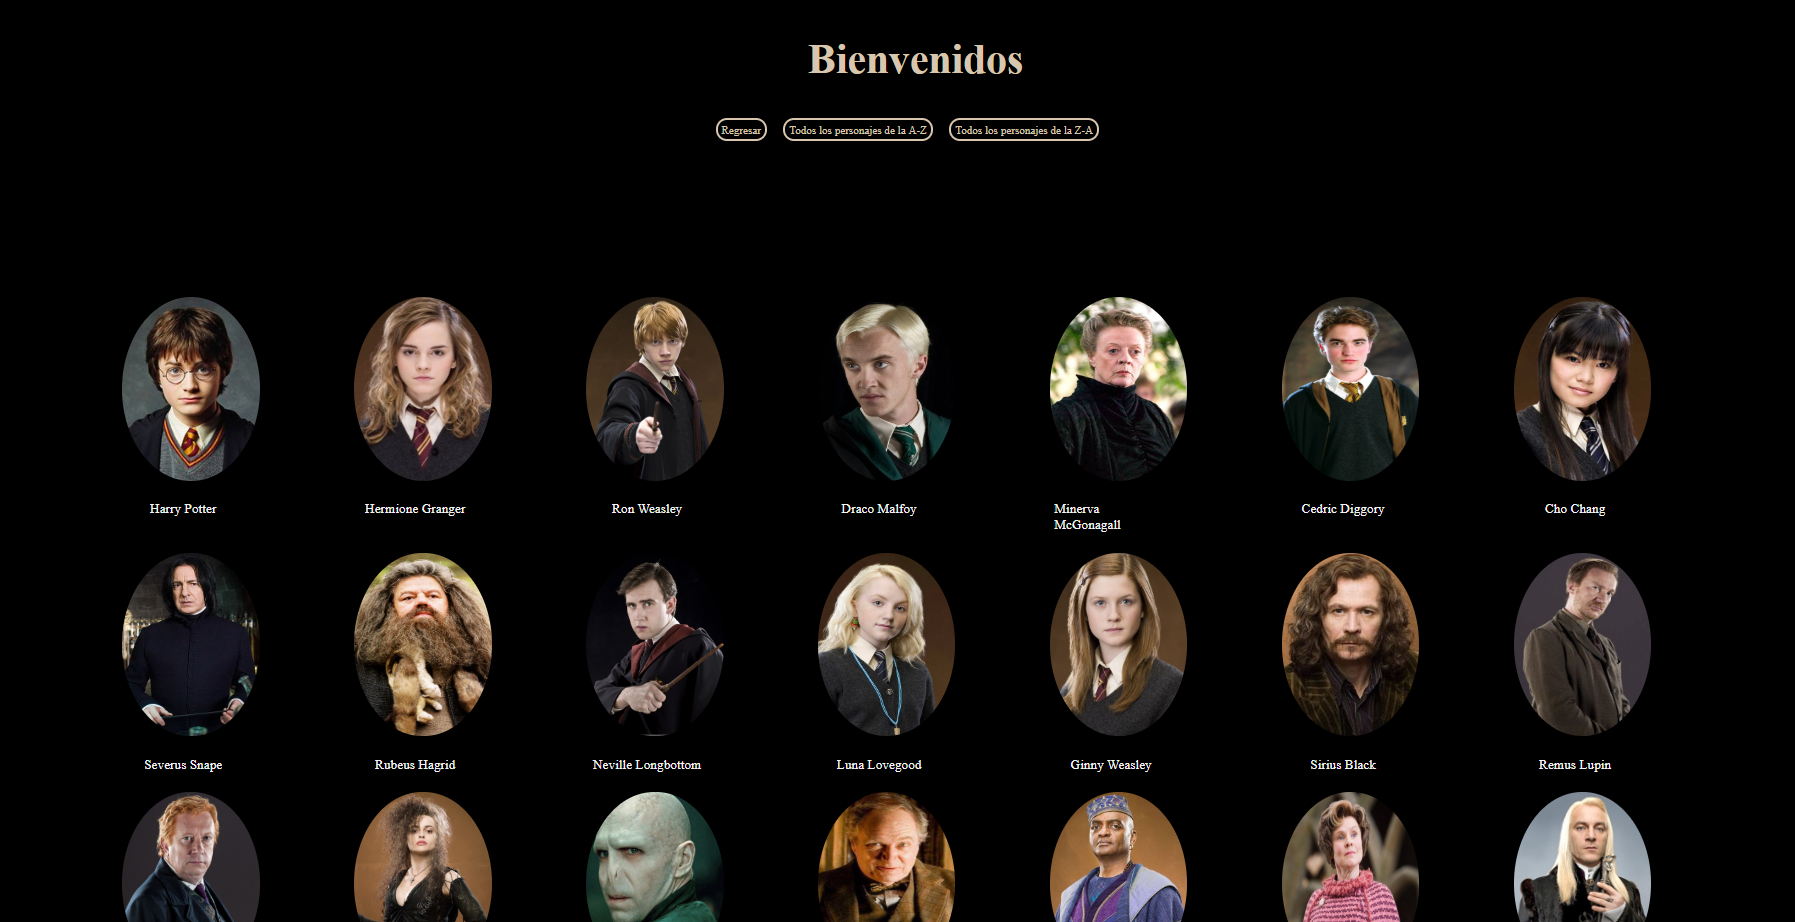 Bienvenidos
Regresar
Todos los personajes de la A-Z
Todos los personajes de la Z-A
Harry Potter
Hermione Granger
Ron Weasley
Draco Malfoy
Minerva
McGonagall
Cedric Diggory
Cho Chang
Severus Snape
Rubeus Hagrid
Neville Longbottom
Luna Lovegood
Ginny Weasley
Sirius Black
Remus Lupin